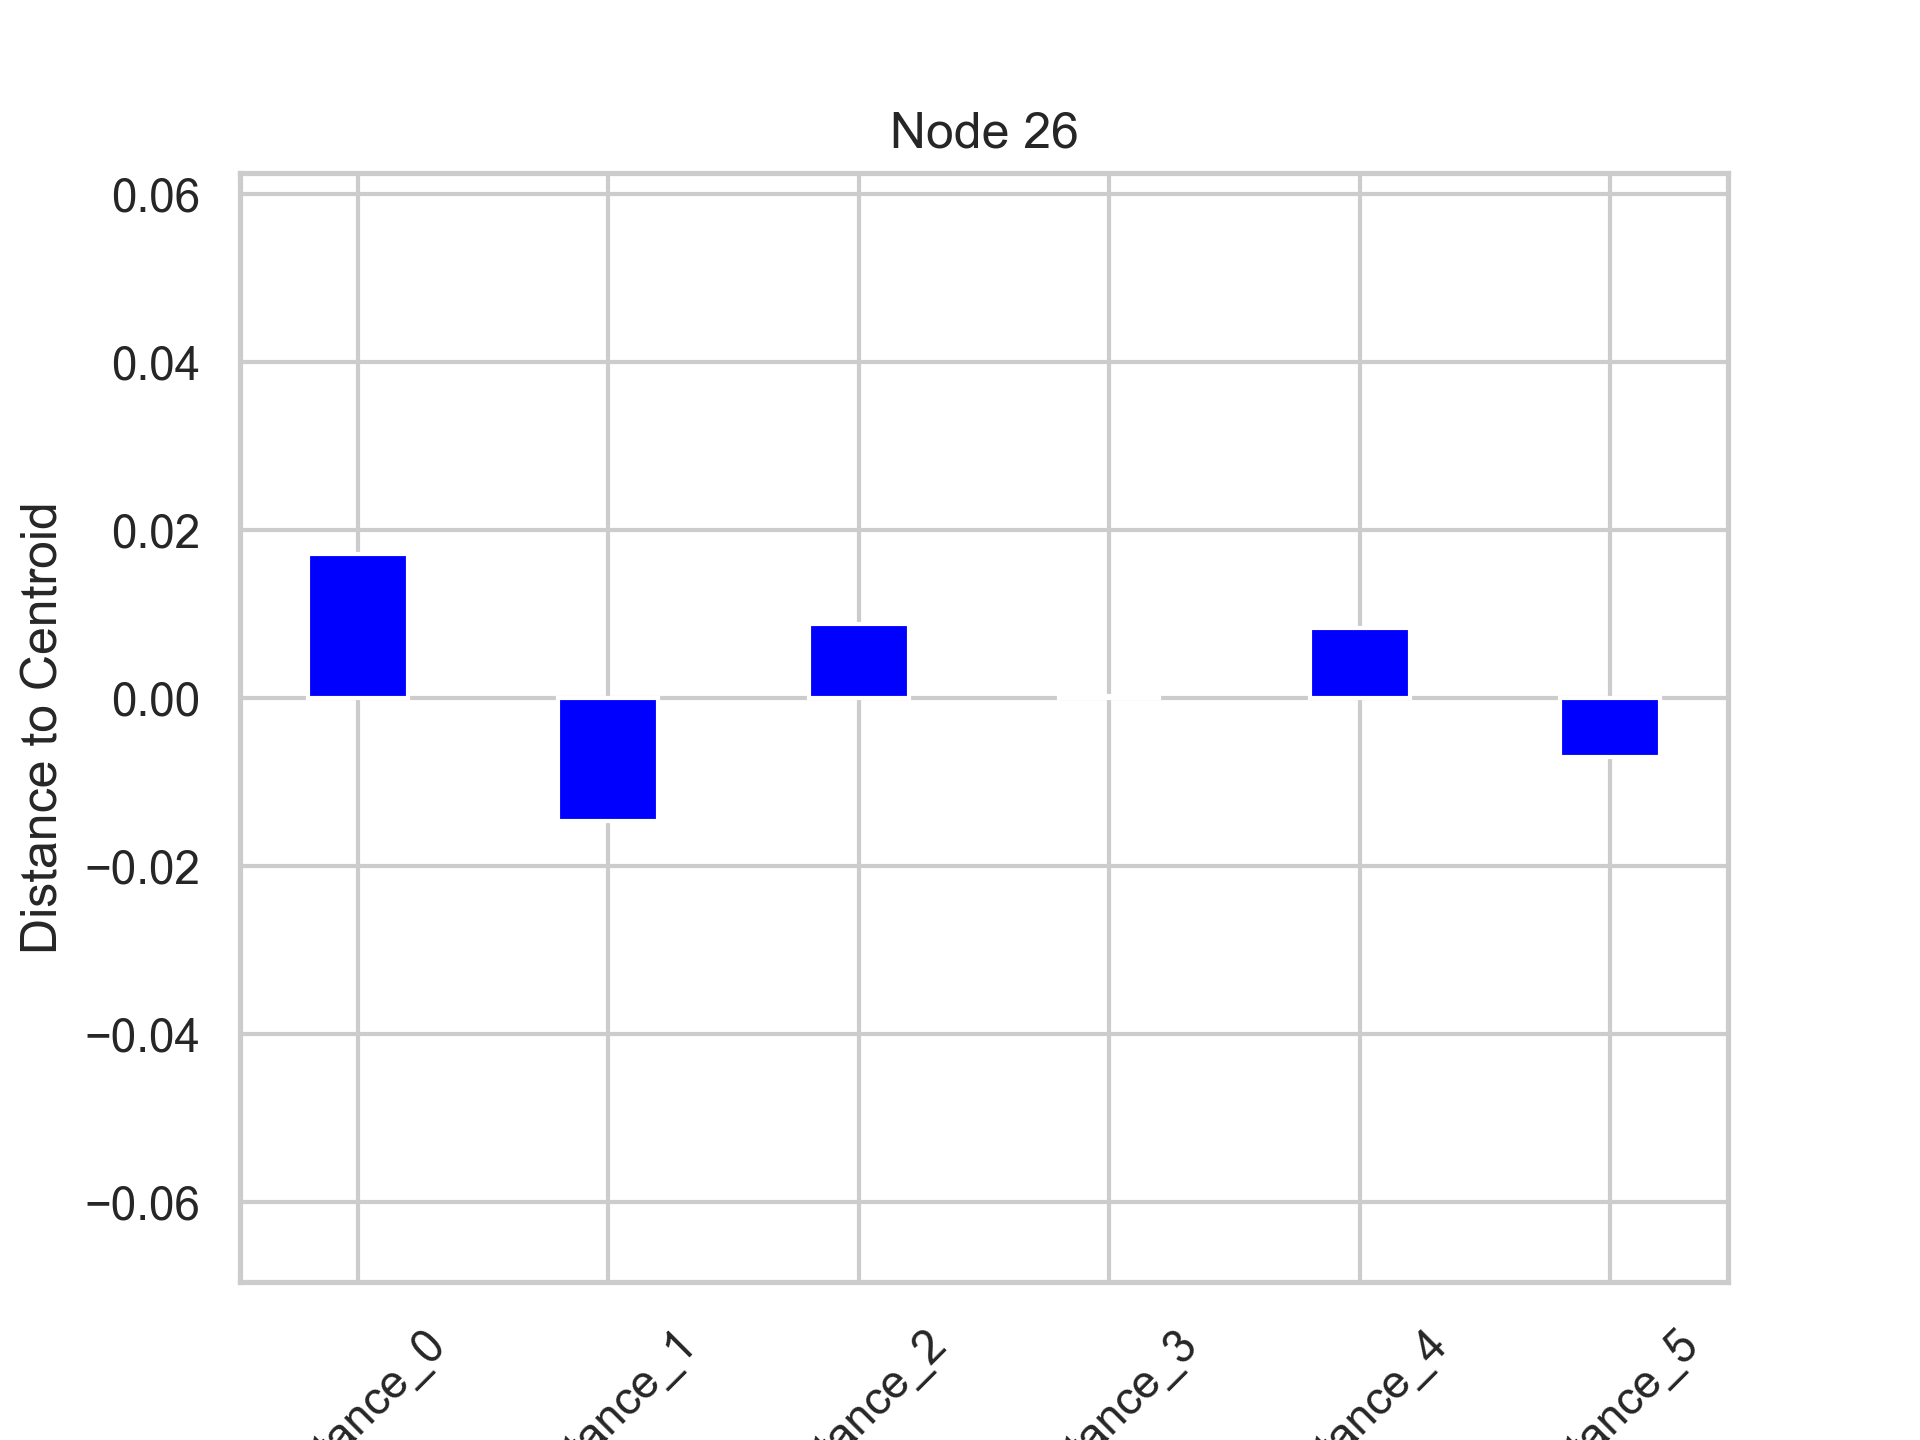 Node 26
0.06
0.04
0.02
0.00
−0.02
−0.04
−0.06
Distance to Centroid
tance_0
tance_1
tance_2
tance_3
tance_4
tance_5